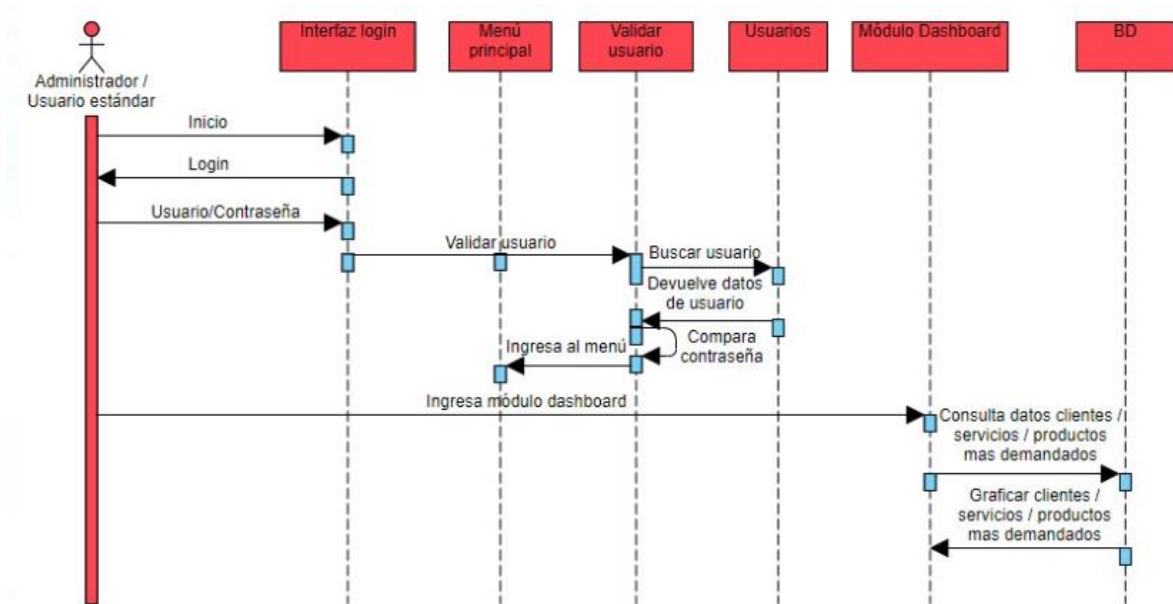 Interfaz login
Menú
principal
Validar
usuario
Usuarios
Módulo Dashboard
BD
Administrador /
Usuario estándar
Inicio
Login
Usuario/Contraseña
Validar usuario
Buscar usuario
Devuelve datos
de usuario
Compara
contraseña
Ingresa al menú
Ingresa módulo dashboard
Consulta datos clientes /
servicios / productos
mas demandados
Graficar clientes /
servicios / productos
mas demandados